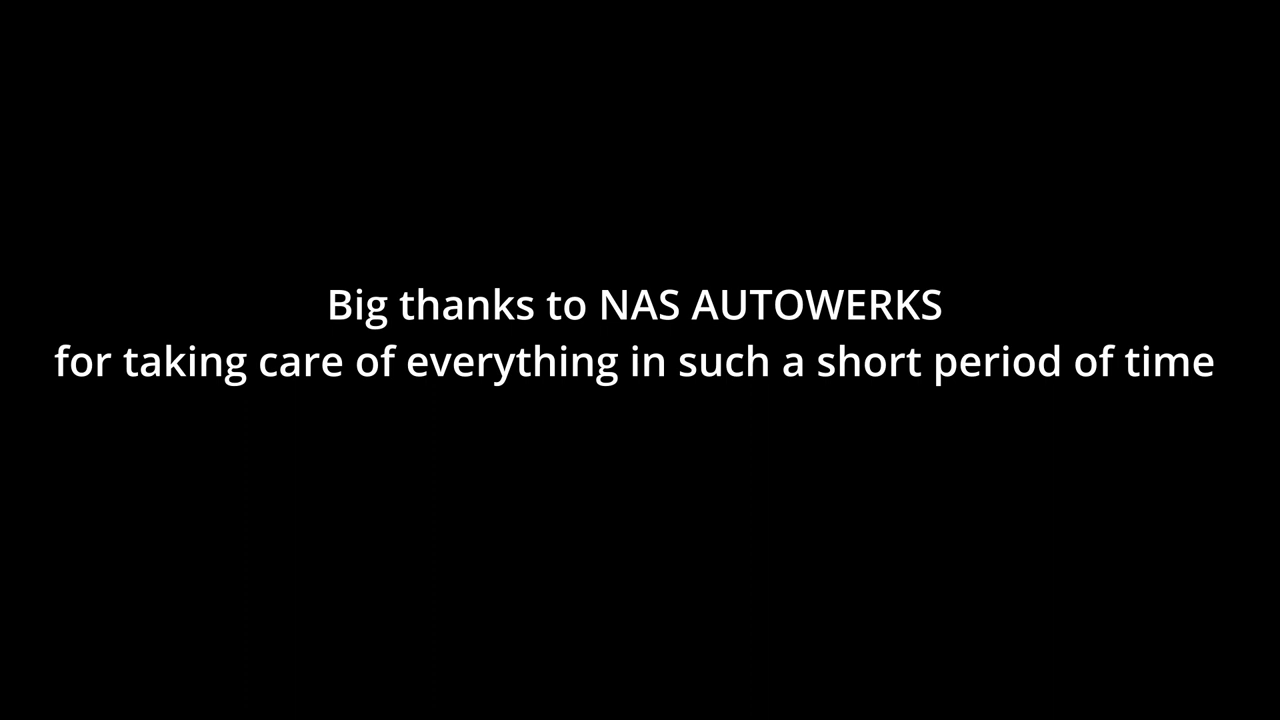 Big thanks to NAS AUTOWERKS
for taking care of everything in such a short period of time